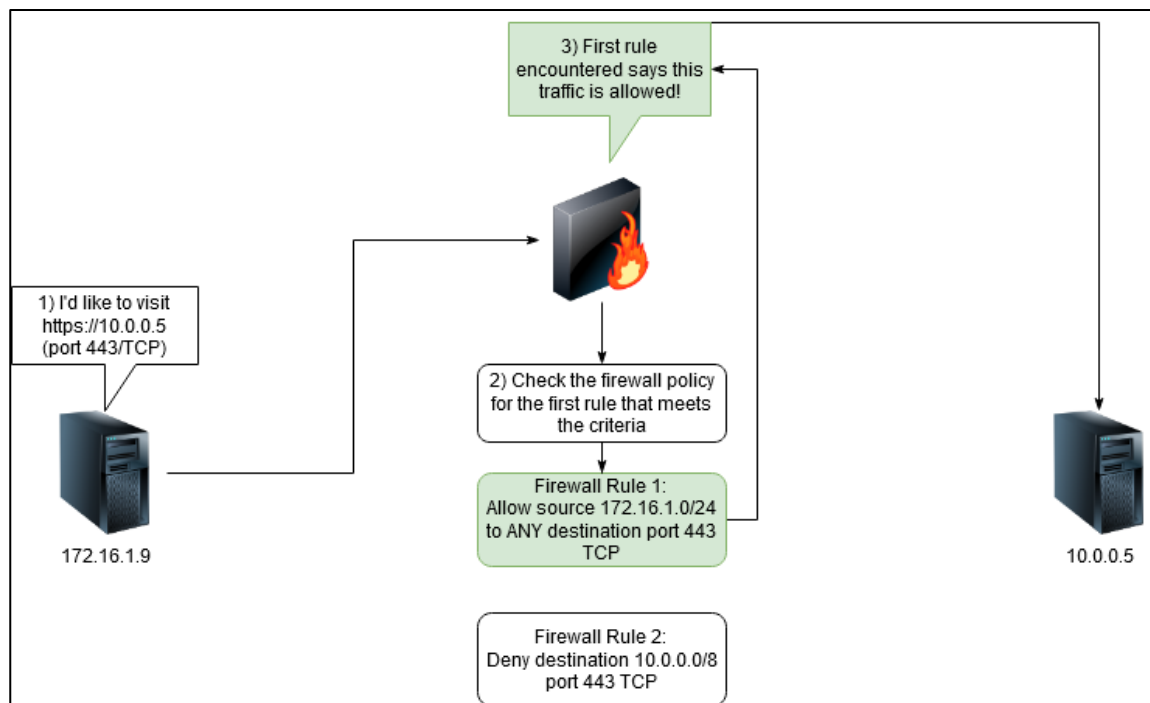 3) First rule
encountered says this
traffic is allowed!
1) I'd like to visit
https://10.0.0.5
(port 443/TCP)
2) Check the firewall policy
for the first rule that meets
the criteria
Firewall Rule 1:
Allow source 172.16.1.0/24
to ANY destination port 443
TCP
172.16.1.9
10.0.0.5
Firewall Rule 2:
Deny destination 10.0.0.0/8
port 443 TCP